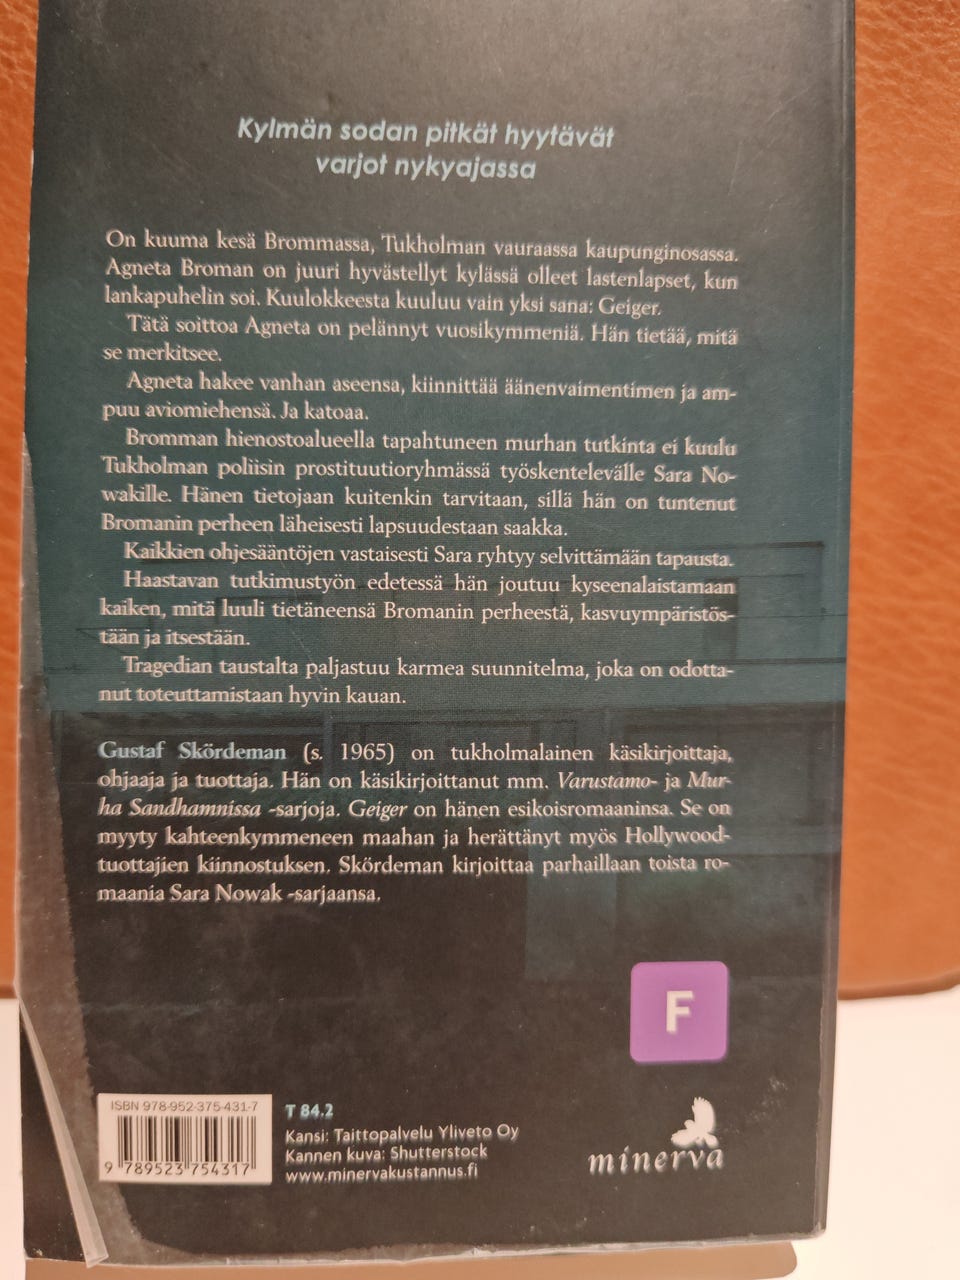 Kylmän sodan pitkät hyytävät
varjot nykyajassa
On kuuma kesä Brommassa, Tukholman vauraassa kaupunginosassa.
Agneta Broman on juuri hyvästellyt kylässä olleet lastenlapset, kun
lankapuhelin soi. Kuulokkeesta kuuluu vain yksi sana: Geiger.
Tätä soittoa Agneta on pelännyt vuosikymmeniä. Hän tietää, mitä
se merkitsee.
Agneta hakee vanhan aseensa, kiinnittää äänenvaimentimen ja am-
puu aviomiehensä. Ja katoaa.
Bromman hienostoalueella tapahtuneen murhan tutkinta ei kuulu
Tukholman poliisin prostituutioryhmässä työskentelevälle Sara No-
wakille. Hänen tietojaan kuitenkin tarvitaan, sillä hän on tuntenut
Bromanin perheen läheisesti lapsuudestaan saakka.
Kaikkien ohjesääntöjen vastaisesti Sara ryhtyy selvittämään tapausta.
Haastavan tutkimustyön edetessä hän joutuu kyseenalaistamaan
kaiken, mitä luuli tietäneensä Bromanin perheestä, kasvuympäristös-
tään ja itsestään.
Tragedian taustalta paljastuu karmea suunnitelma, joka on odotta-
nut toteuttamistaan hyvin kauan.
Gustaf Skördeman (s. 1965) on tukholmalainen käsikirjoittaja,
ohjaaja ja tuottaja. Hän on käsikirjoittanut mm. Varustamo- ja Mur-
ha Sandhamnissa -sarjoja. Geiger on hänen esikoisromaaninsa. Se on
myyty kahteenkymmeneen maahan ja herättänyt myös Hollywood-
tuottajien kiinnostuksen. Skördeman kirjoittaa parhaillaan toista ro-
maania Sara Nowak -sarjaansa.
F
ISBN 978-952-375-431-7
9 789523 754317
T 84.2
Kansi: Taittopalvelu Yliveto Oy
Kannen kuva: Shutterstock
www.minervakustannus.fi
minerva